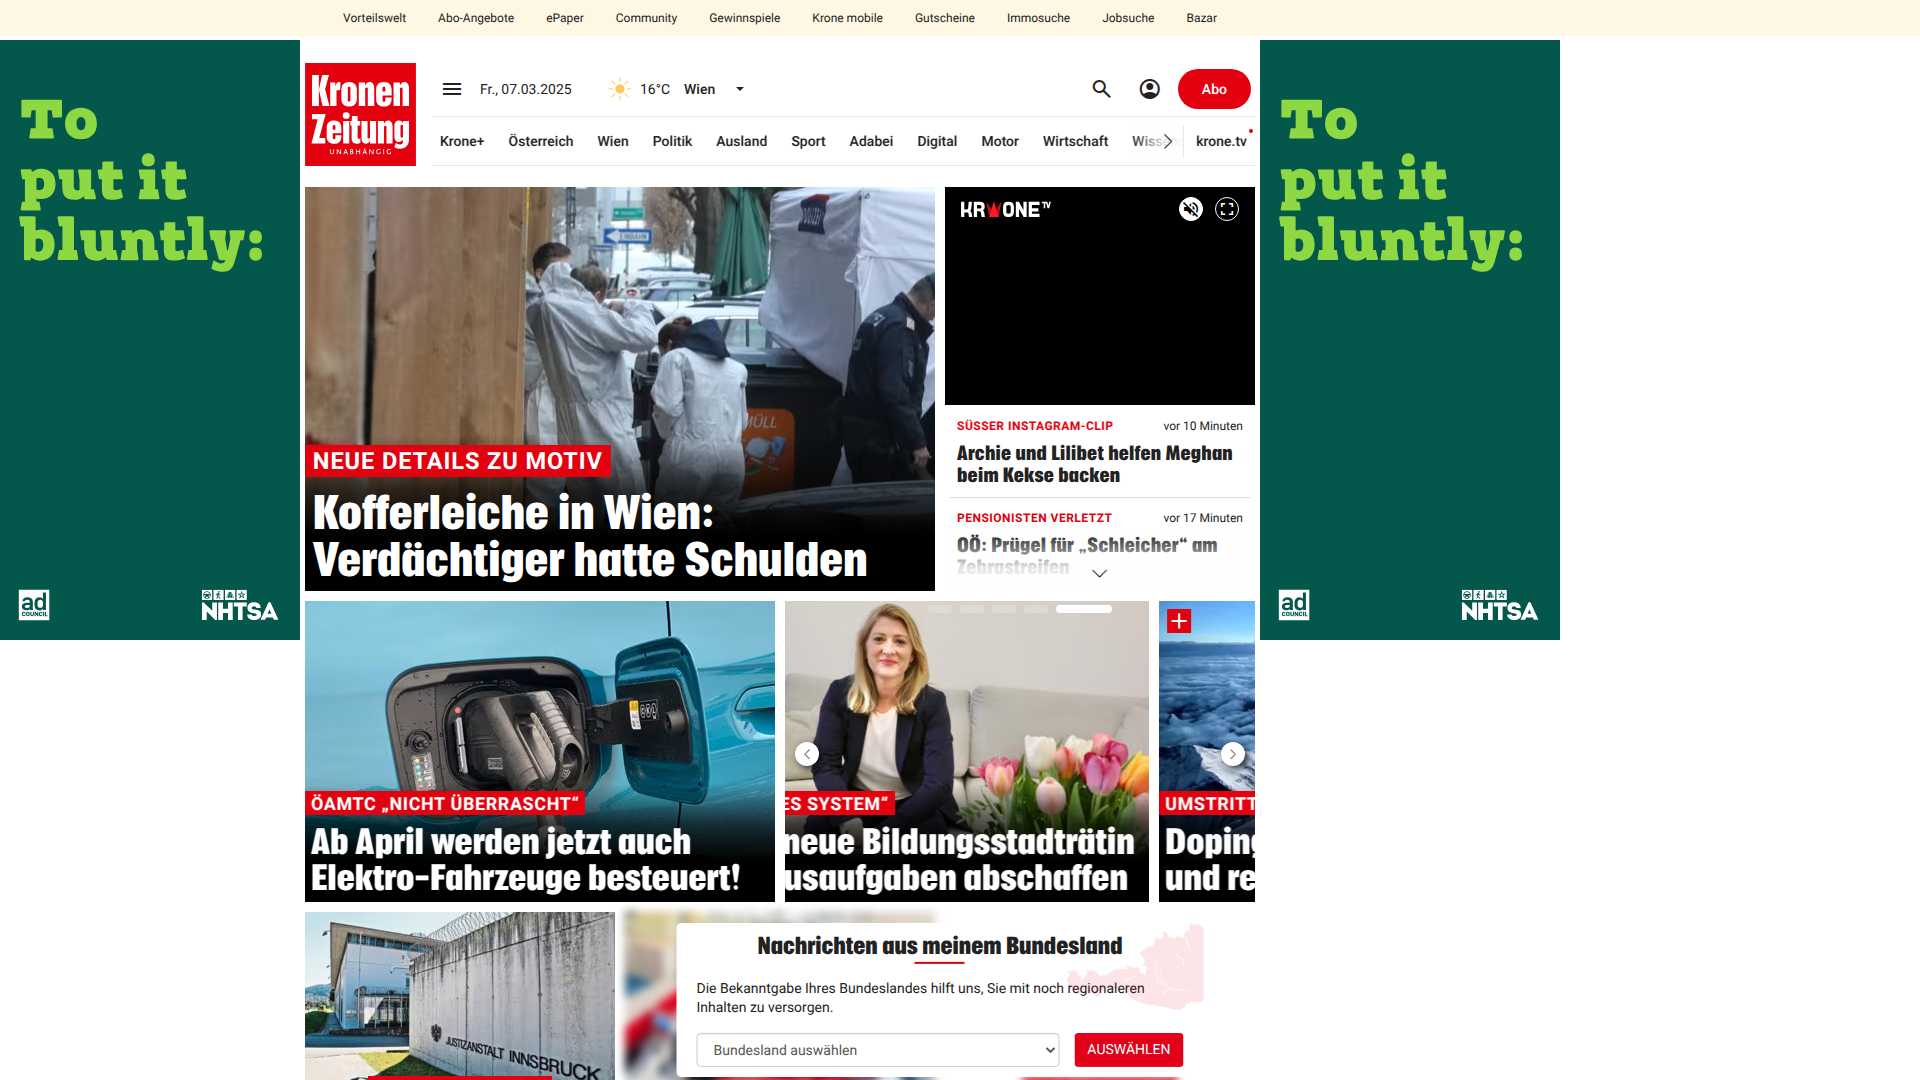 Vorteilswelt Abo-Angebote ePaper Community Gewinnspiele Krone mobile Gutscheine Immosuche Jobsuche Bazar
To
put it
bluntly:
ad
COUNCIL
NHTSA
Kronen
Zeitung
UNABHÄNGIG
Fr., 07.03.2025 16°C Wien
Abo
Krone+ Österreich Wien Politik Ausland Sport Adabei Digital Motor Wirtschaft Wiss krone.tv
NEUE DETAILS ZU MOTIV
Kofferleiche in Wien:
Verdächtiger hatte Schulden
MÜLL
KRONE TV
SÜSSER INSTAGRAM-CLIP vor 10 Minuten
Archie und Lilibet helfen Meghan
beim Kekse backen
PENSIONISTEN VERLETZT vor 17 Minuten
OÖ: Prügel für „Schleicher“ am
Zebrastreifen
To
put it
bluntly:
ad
COUNCIL
NHTSA
ÖAMTC „NICHT ÜBERRASCHT“
Ab April werden jetzt auch
Elektro-Fahrzeuge besteuert!
ES SYSTEM“
neue Bildungsstadträtin
usaufgaben abschaffen
UMSTRITT
Doping
und re
JUSTIZANSTALT INNSBRUCK
Nachrichten aus meinem Bundesland
Die Bekanntgabe Ihres Bundeslandes hilft uns, Sie mit noch regionaleren
Inhalten zu versorgen.
Bundesland auswählen
AUSWÄHLEN